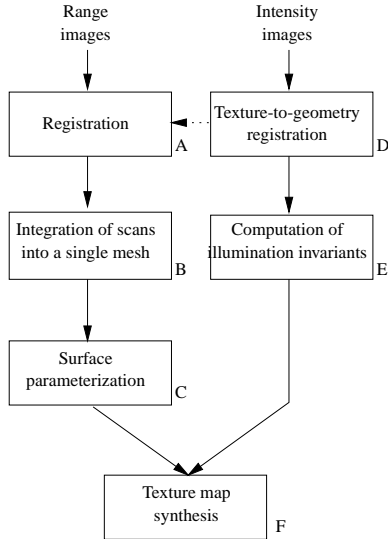 Range
images
Intensity
images
Registration
A
Texture-to-geometry
registration
D
Integration of scans
into a single mesh
B
Computation of
illumination invariants
E
Surface
parameterization
C
Texture map
synthesis
F